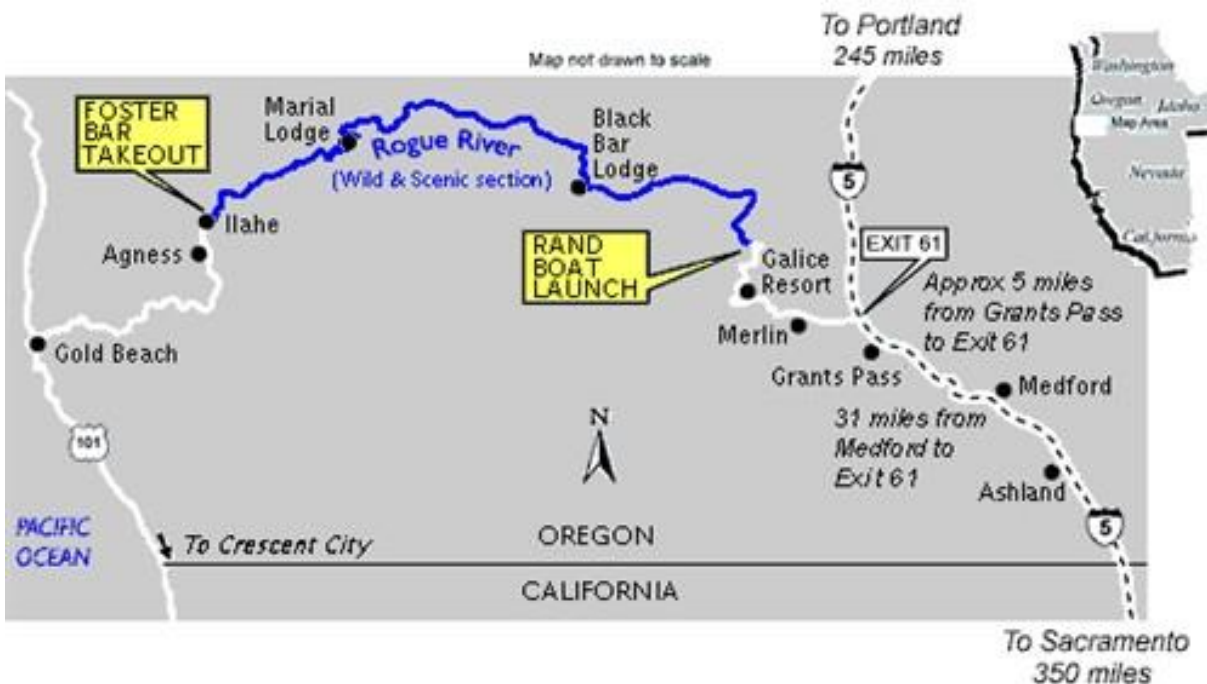 To Portland
245 miles
Map not drawn to scale
Washington
Oregon Idaho
Map Area
Nevada
California
FOSTER
BAR
TAKEOUT
Marial
Lodge
Rogue River
(Wild & Scenic section)
Black
Bar
Lodge
5
Illahe
Agness
RAND
BOAT
LAUNCH
EXIT 61
Galice
Resort
Approx 5 miles
from Grants Pass
to Exit 61
Merlin
Gold Beach
Grants Pass
Medford
31 miles from
Medford to
Exit 61
101
Ashland
5
PACIFIC
OCEAN
To Crescent City
N
OREGON
CALIFORNIA
To Sacramento
350 miles